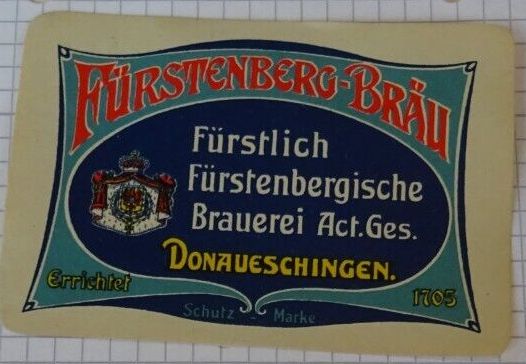 FÜRSTENBERG-BRÄU
Fürstlich
Fürstenbergische
Brauerei Act.Ges.
DONAUESCHINGEN.
Errichtet 1705
Schutz - Marke